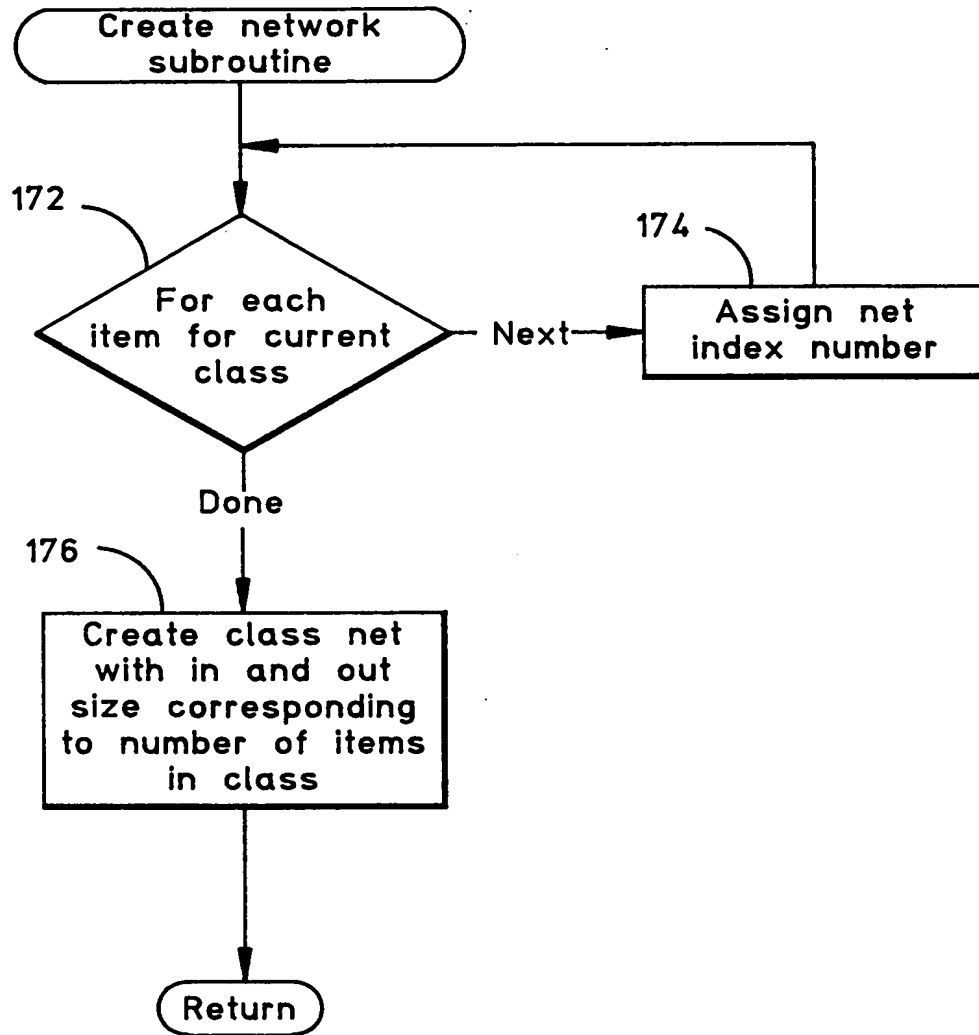 Create network
subroutine
172
For each
item for current
class
Next
174
Assign net
index number
Done
176
Create class net
with in and out
size corresponding
to number of items
in class
Return